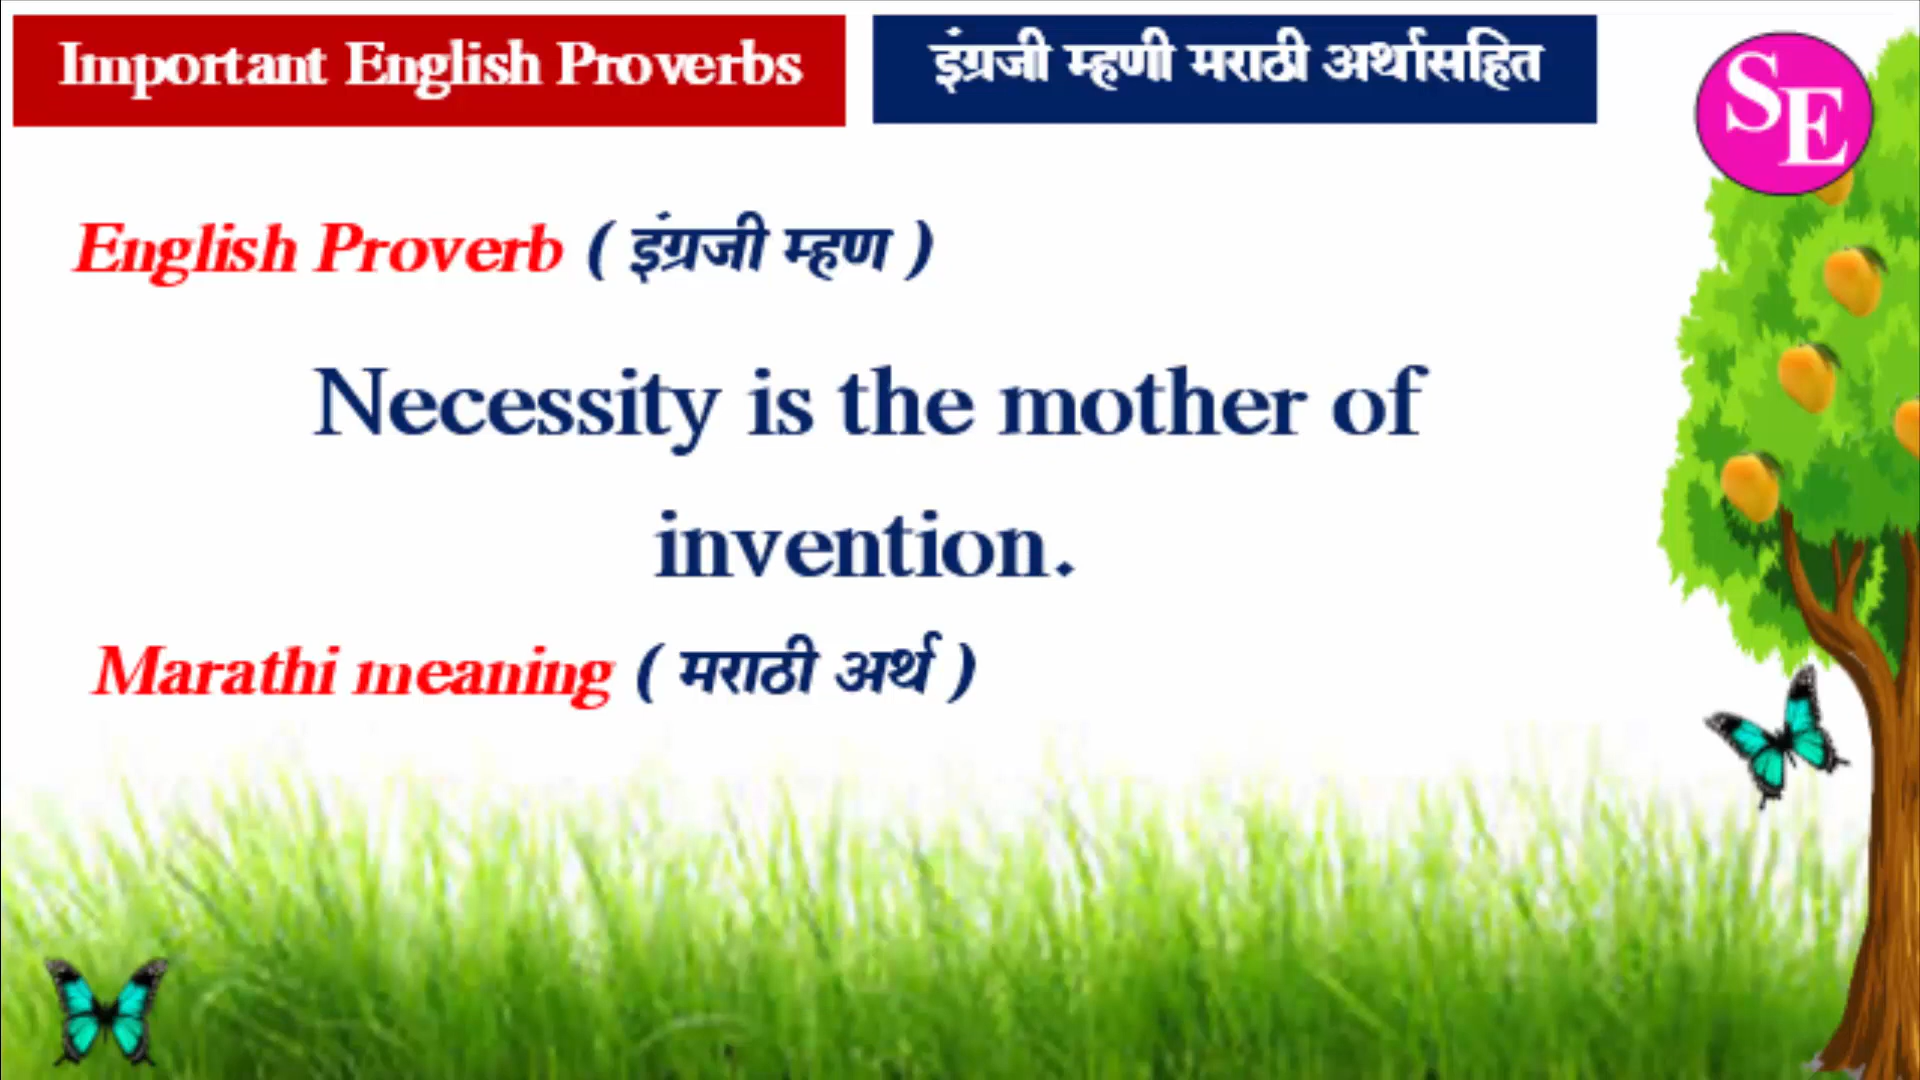 Important English Proverbs
इंग्रजी म्हणी मराठी अर्थासहित
SE
English Proverb ( इंग्रजी म्हण )
Necessity is the mother of
invention.
Marathi meaning ( मराठी अर्थ )